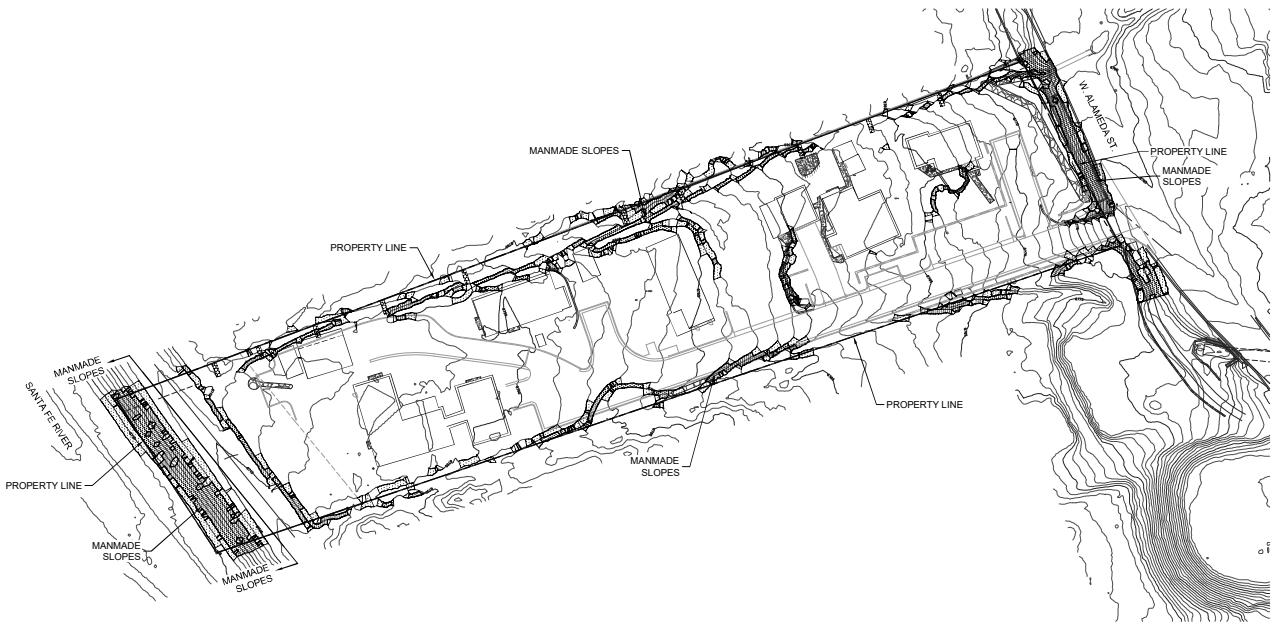 W. ALAMEDA ST.
MANMADE SLOPES
PROPERTY LINE
MANMADE
SLOPES
PROPERTY LINE
MANMADE
SLOPES
SANTA FE RIVER
PROPERTY LINE
MANMADE
SLOPES
PROPERTY LINE
MANMADE
SLOPES
MANMADE
SLOPES